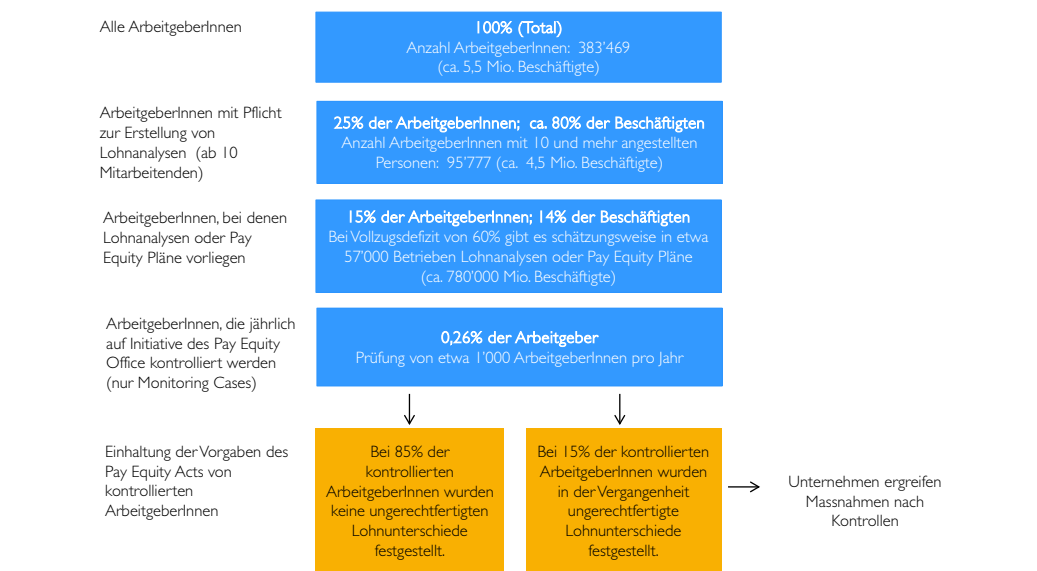 Alle ArbeitgeberInnen
100% (Total)
Anzahl ArbeitgeberInnen: 383’469
(ca. 5,5 Mio. Beschäftigte)
ArbeitgeberInnen mit Pflicht
zur Erstellung von
Lohnanalysen (ab 10
Mitarbeitenden)
25% der ArbeitgeberInnen; ca. 80% der Beschäftigten
Anzahl ArbeitgeberInnen mit 10 und mehr angestellten
Personen: 95’777 (ca. 4,5 Mio. Beschäftigte)
ArbeitgeberInnen, bei denen
Lohnanalysen oder Pay
Equity Pläne vorliegen
15% der ArbeitgeberInnen; 14% der Beschäftigten
Bei Vollzugsdefizit von 60% gibt es schätzungsweise in etwa
57’000 Betrieben Lohnanalysen oder Pay Equity Pläne
(ca. 780’000 Mio. Beschäftigte)
ArbeitgeberInnen, die jährlich
auf Initiative des Pay Equity
Office kontrolliert werden
(nur Monitoring Cases)
0,26% der Arbeitgeber
Prüfung von etwa 1’000 ArbeitgeberInnen pro Jahr
Einhaltung der Vorgaben des
Pay Equity Acts von
kontrollierten
ArbeitgeberInnen
Bei 85% der
kontrollierten
ArbeitgeberInnen wurden
keine ungerechtfertigten
Lohnunterschiede
festgestellt.
Bei 15% der kontrollierten
ArbeitgeberInnen wurden
in der Vergangenheit
ungerechtfertigte
Lohnunterschiede
festgestellt.
Unternehmen ergreifen
Massnahmen nach
Kontrollen